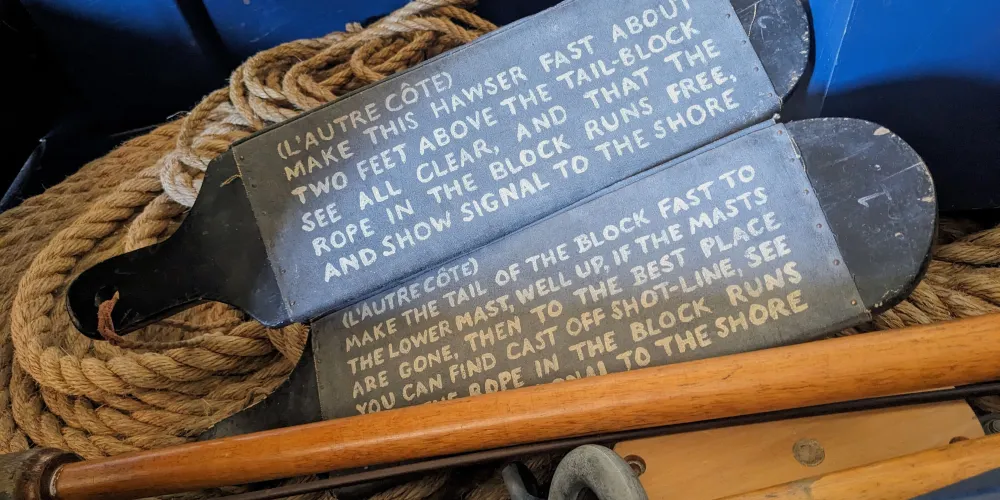 (L'AUTRE CÔTE)
MAKE THIS HAWSER FAST ABOUT
TWO FEET ABOVE THE TAIL-BLOCK
SEE ALL CLEAR, AND THAT THE
ROPE IN THE BLOCK RUNS FREE,
AND SHOW SIGNAL TO THE SHORE
(L'AUTRE CÔTE)
MAKE THE TAIL OF THE BLOCK FAST TO
THE LOWER MAST, WELL UP, IF THE MASTS
ARE GONE, THEN TO THE BEST PLACE
YOU CAN FIND CAST OFF SHOT-LINE, SEE
ROPE IN THE BLOCK RUNS
TO THE SHORE
1